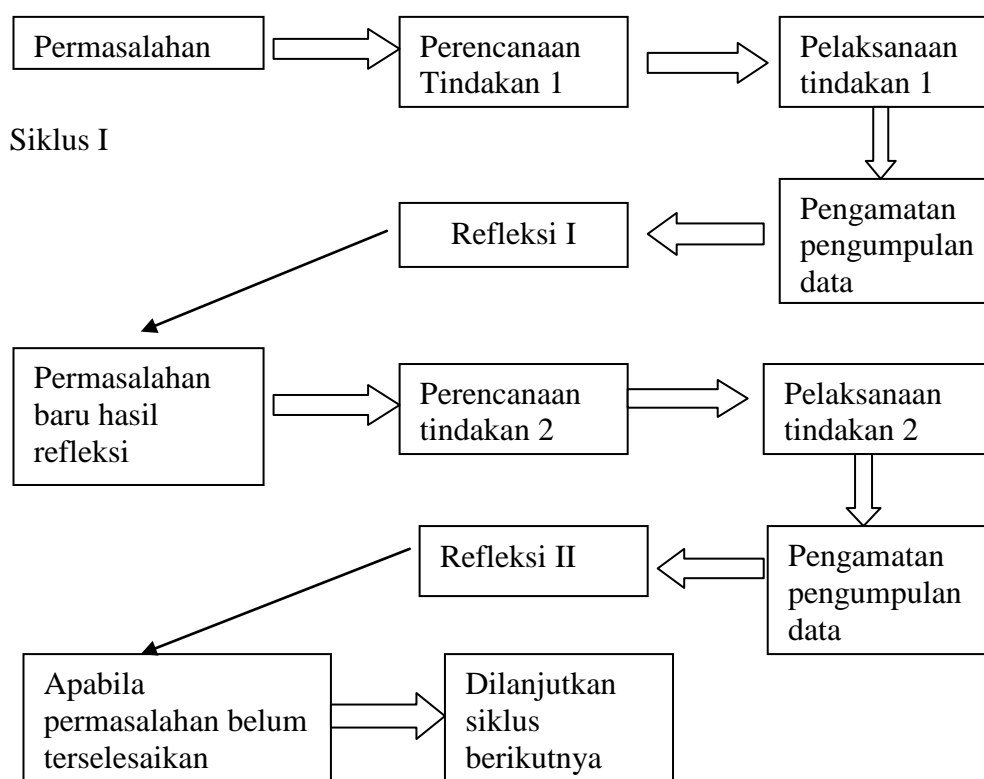 Permasalahan
Perencanaan
Tindakan 1
Pelaksanaan
tindakan 1
Siklus I
Pengamatan
pengumpulan
data
Refleksi I
Permasalahan
baru hasil
refleksi
Perencanaan
tindakan 2
Pelaksanaan
tindakan 2
Pengamatan
pengumpulan
data
Refleksi II
Apabila
permasalahan belum
terselesaikan
Dilanjutkan
siklus
berikutnya